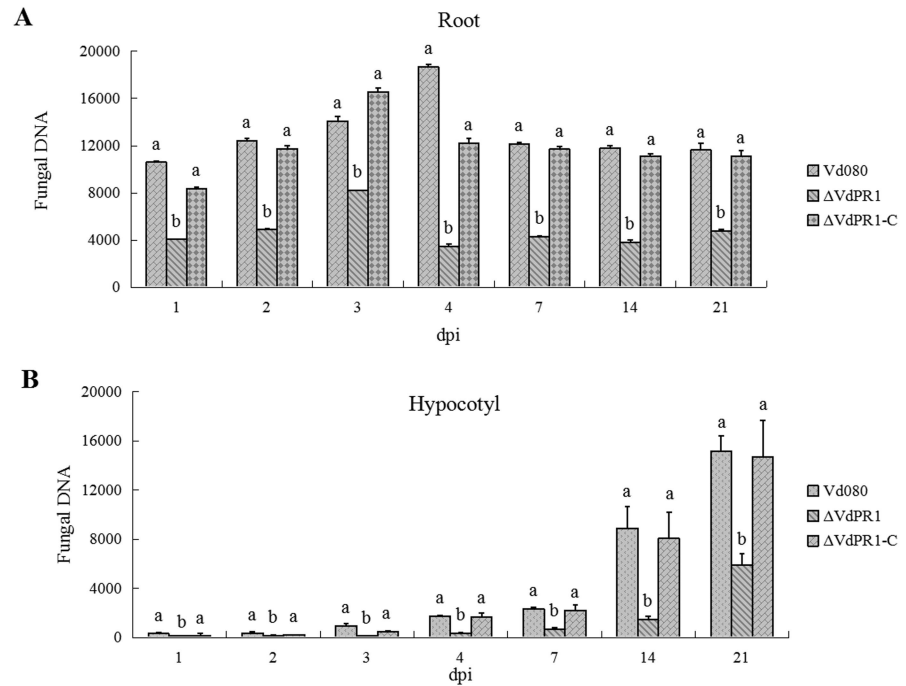 A
Root
20000
16000
12000
8000
4000
0
Fungal DNA
a a
b
a a
b
a a
b
a a
b
a a
b
a a
b
a a
b
1 2 3 4 7 14 21
dpi
Vd080
ΔVdPR1
ΔVdPR1-C
B
Hypocotyl
20000
16000
12000
8000
4000
0
Fungal DNA
a b a
a b a
a b a
a b a
a b a
a a
b
a a
b
1 2 3 4 7 14 21
dpi
Vd080
ΔVdPR1
ΔVdPR1-C